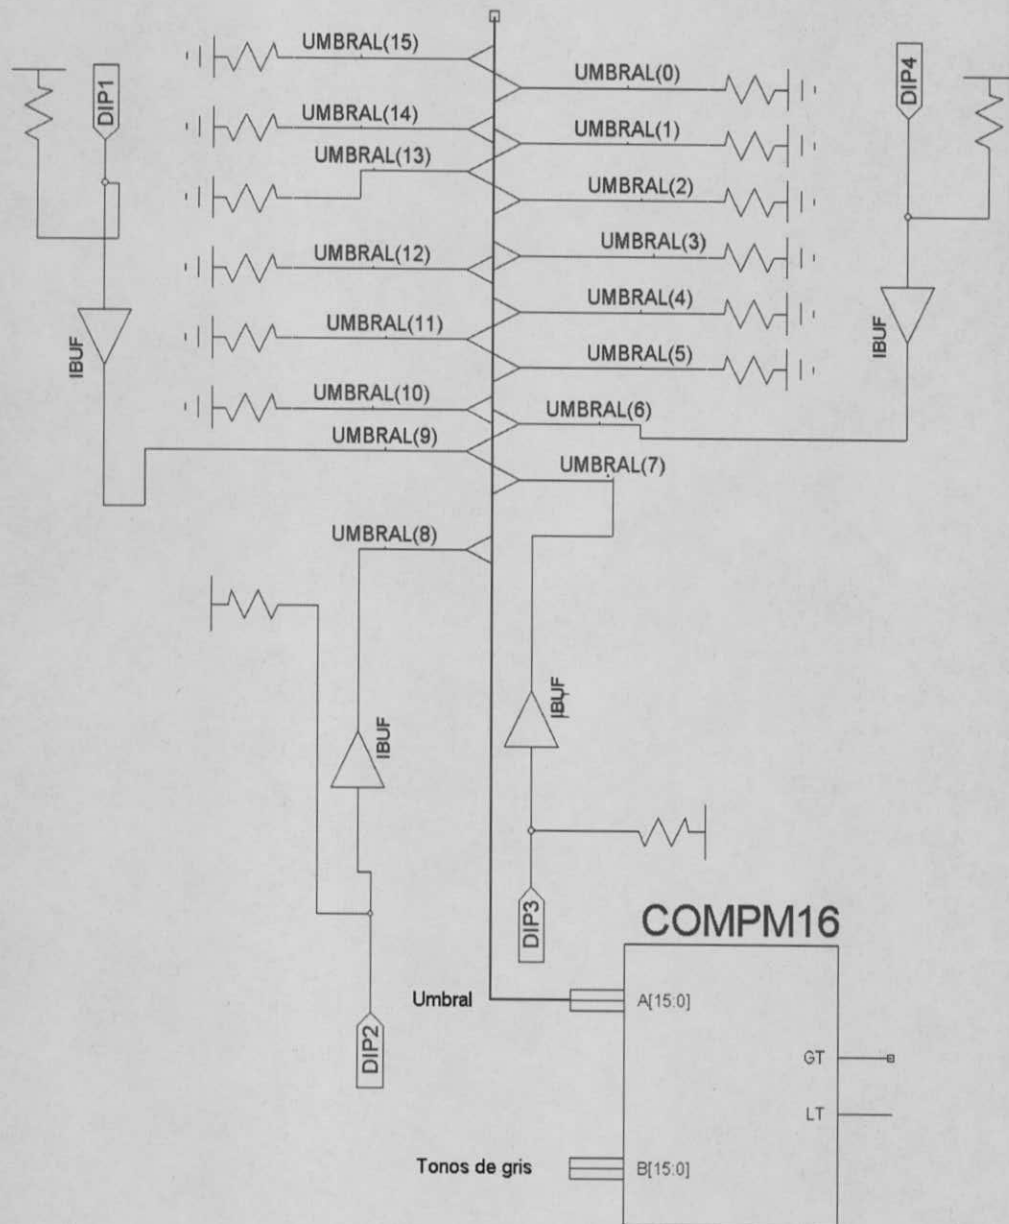 UMBRAL(15)
UMBRAL(0)
DIP1
DIP4
UMBRAL(14)
UMBRAL(1)
UMBRAL(13)
UMBRAL(2)
UMBRAL(12)
UMBRAL(3)
UMBRAL(4)
UMBRAL(11)
UMBRAL(5)
IBUF
IBUF
UMBRAL(10)
UMBRAL(6)
UMBRAL(9)
UMBRAL(7)
UMBRAL(8)
IBUF
IBUF
DIP3
COMPM16
Umbral
A[15:0]
DIP2
GT
LT
Tonos de gris
B[15:0]